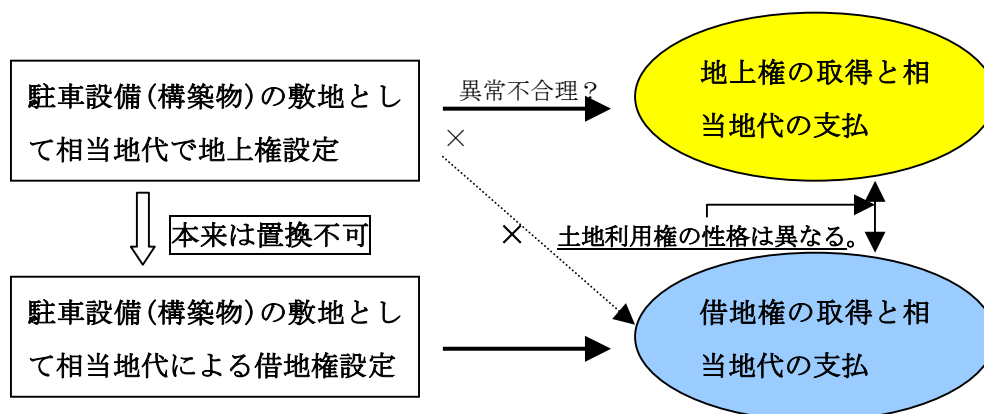 駐車設備(構築物)の敷地とし
て相当地代で地上権設定
異常不合理？
×
地上権の取得と相
当地代の支払
本来は置換不可
×
土地利用権の性格は異なる。
駐車設備(構築物)の敷地とし
て相当地代による借地権設定
借地権の取得と相
当地代の支払